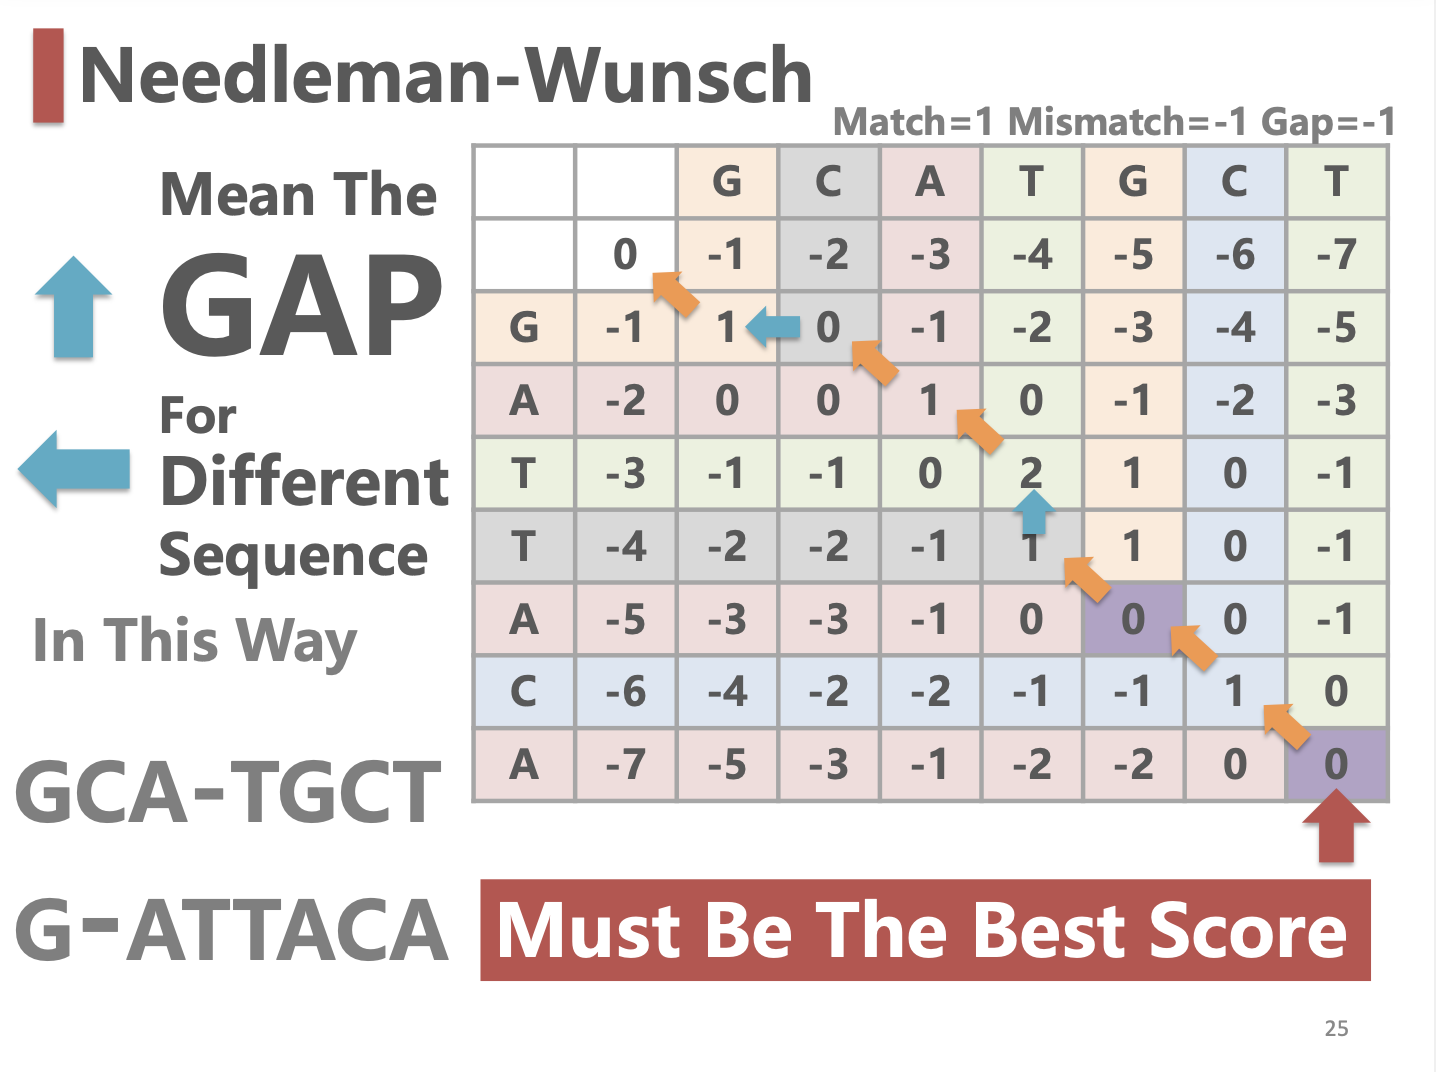 Needleman-Wunsch
Match=1 Mismatch=-1 Gap=-1
Mean The
GAP
For
Different
Sequence
In This Way
GCA-TGCT
G-ATTACA
G C A T G C T
0 -1 -2 -3 -4 -5 -6 -7
G -1 1 0 -1 -2 -3 -4 -5
A -2 0 0 1 0 -1 -2 -3
T -3 -1 -1 0 2 1 0 -1
T -4 -2 -2 -1 1 1 0 -1
A -5 -3 -3 -1 0 0 0 -1
C -6 -4 -2 -2 -1 -1 1 0
A -7 -5 -3 -1 -2 -2 0 0
Must Be The Best Score
25